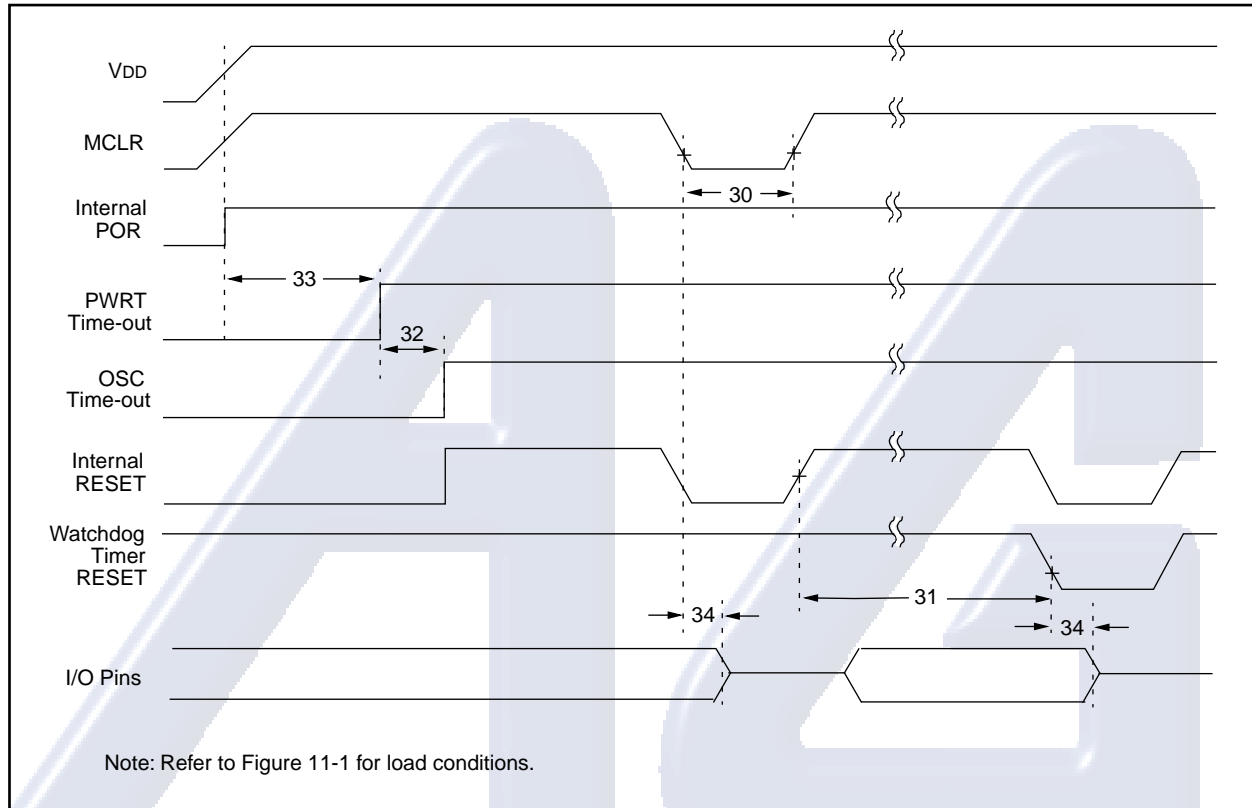 VDD
MCLR
30
Internal
POR
33
PWRT
Time-out
32
OSC
Time-out
Internal
RESET
Watchdog
Timer
RESET
31
34
34
I/O Pins
Note: Refer to Figure 11-1 for load conditions.